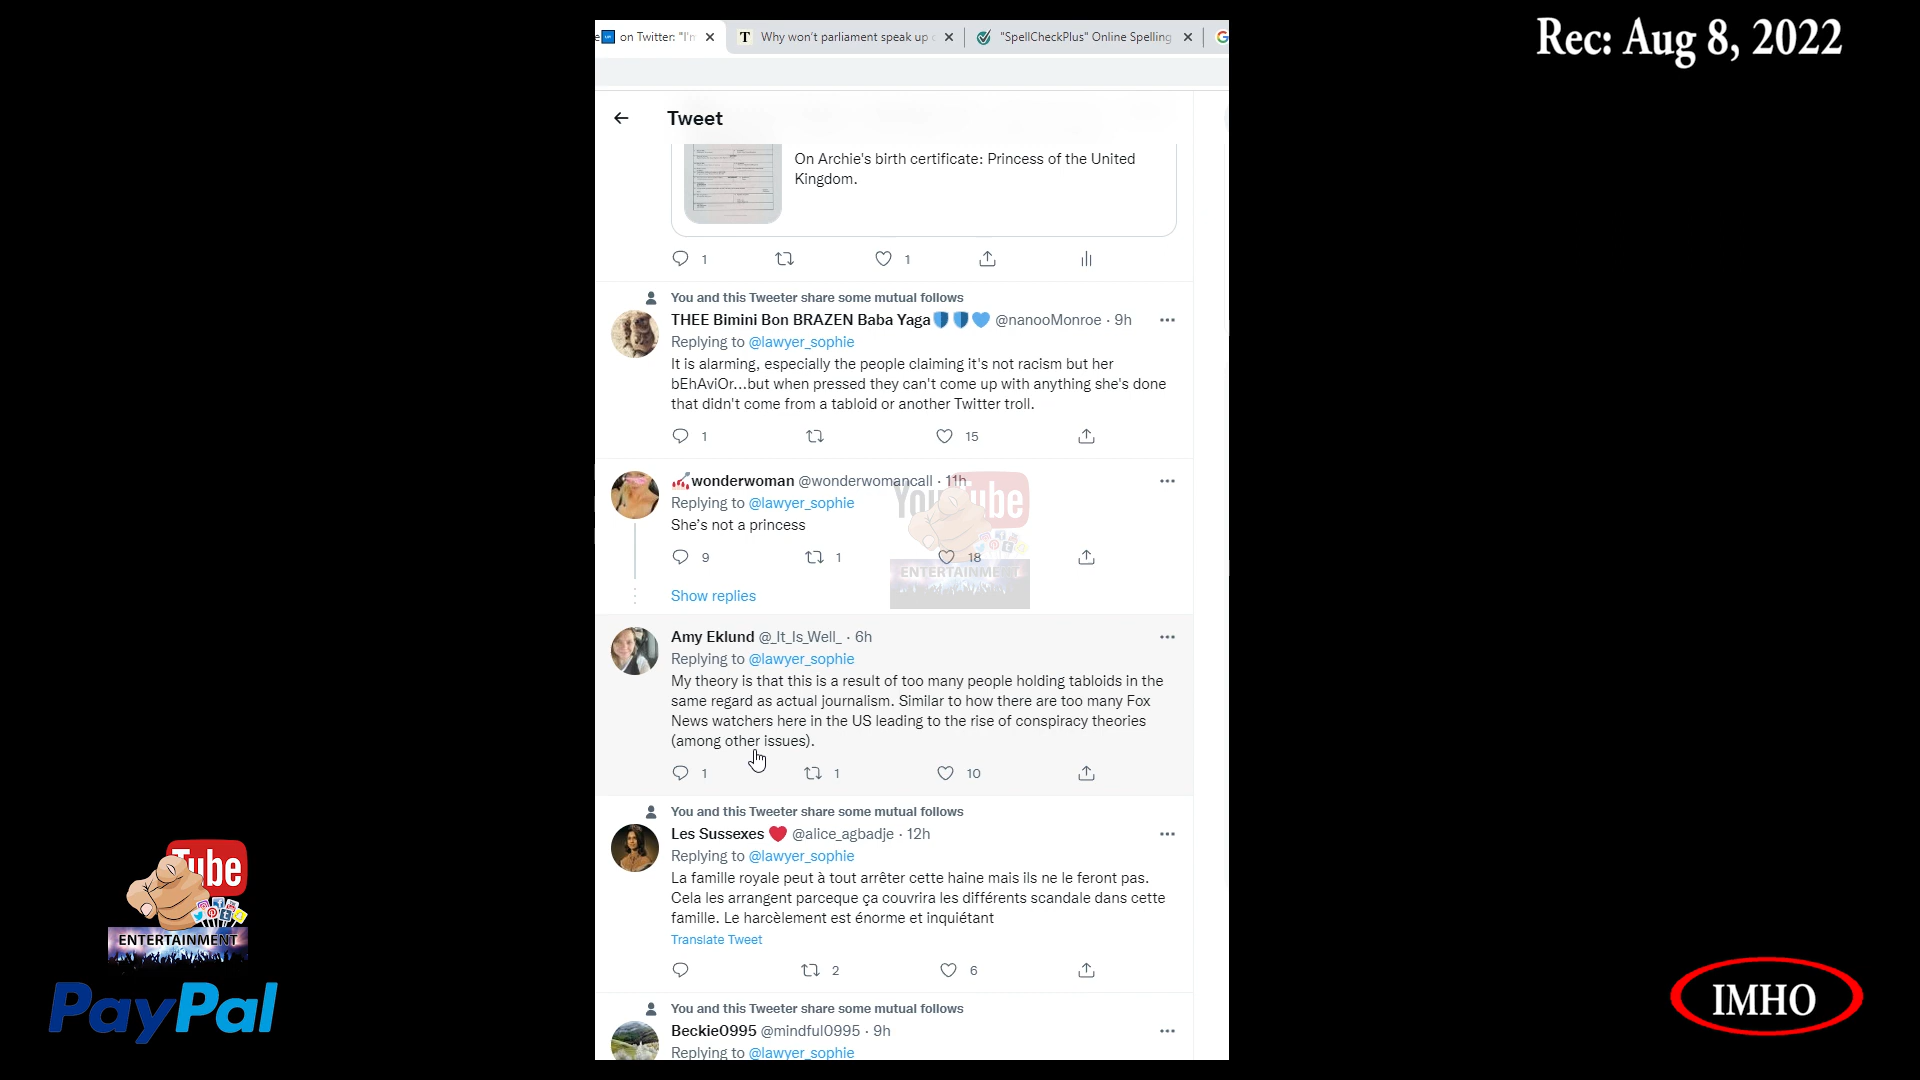 Rec: Aug 8, 2022
on Twitter: "I'm
Why won't parliament speak up
"SpellCheckPlus" Online Spelling
Tweet
On Archie's birth certificate: Princess of the United
Kingdom.
1
1
You and this Tweeter share some mutual follows
THEE Bimini Bon BRAZEN Baba Yaga @nanooMonroe · 9h
Replying to @lawyer_sophie
It is alarming, especially the people claiming it's not racism but her
bEhAviOr...but when pressed they can't come up with anything she's done
that didn't come from a tabloid or another Twitter troll.
1
15
wonderwoman @wonderwomancall · 11h
Replying to @lawyer_sophie
She's not a princess
9
1
18
Show replies
YouTube
ENTERTAINMENT
Amy Eklund @_It_Is_Well_ · 6h
Replying to @lawyer_sophie
My theory is that this is a result of too many people holding tabloids in the
same regard as actual journalism. Similar to how there are too many Fox
News watchers here in the US leading to the rise of conspiracy theories
(among other issues).
1
1
10
You and this Tweeter share some mutual follows
Les Sussexes @alice_agbadje · 12h
Replying to @lawyer_sophie
La famille royale peut à tout arrêter cette haine mais ils ne le feront pas.
Cela les arrangent parceque ça couvrira les différents scandale dans cette
famille. Le harcèlement est énorme et inquiétant
Translate Tweet
2
6
You and this Tweeter share some mutual follows
Beckie0995 @mindful0995 · 9h
Replying to @lawyer_sophie
Tube
ENTERTAINMENT
PayPal
IMHO